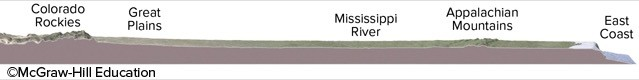 Colorado
Rockies
Great
Plains
Mississippi
River
Appalachian
Mountains
East
Coast
©McGraw-Hill Education